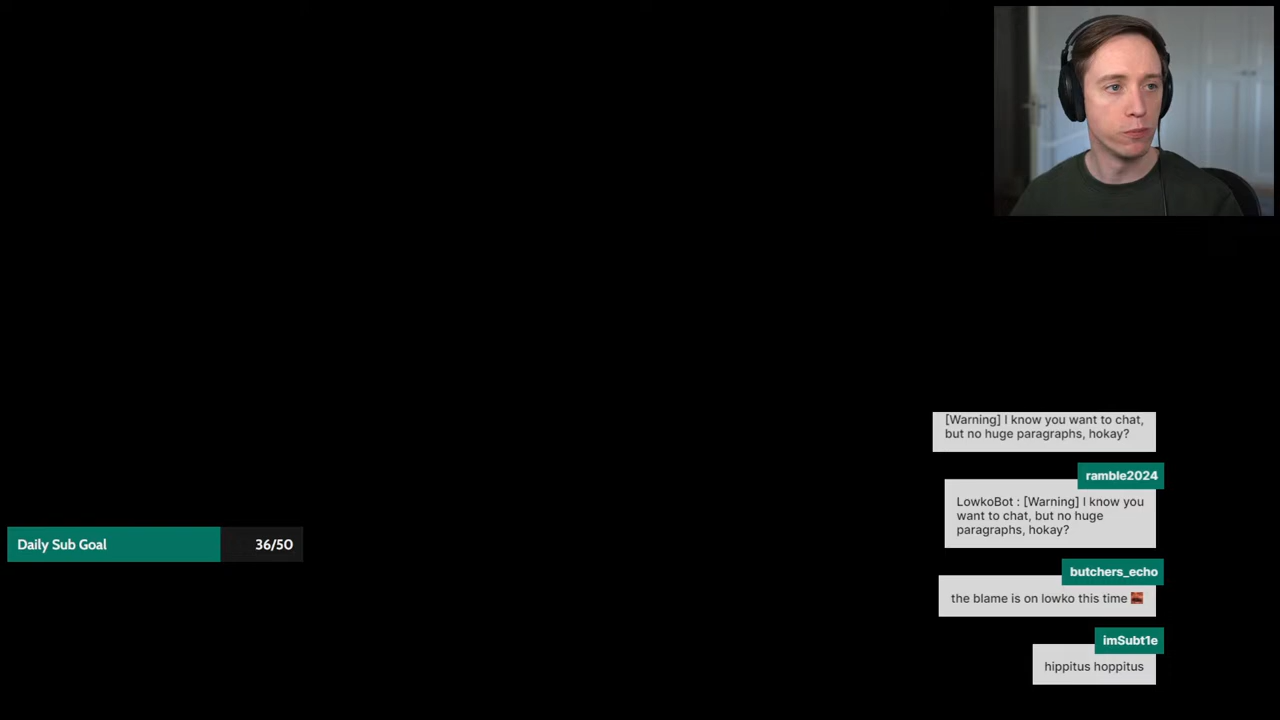 [Warning] I know you want to chat,
but no huge paragraphs, hokay?
ramble2024
LowkoBot : [Warning] I know you
want to chat, but no huge
paragraphs, hokay?
Daily Sub Goal 36/50
butchers_echo
the blame is on lowko this time
imSubt1e
hippitus hoppitus